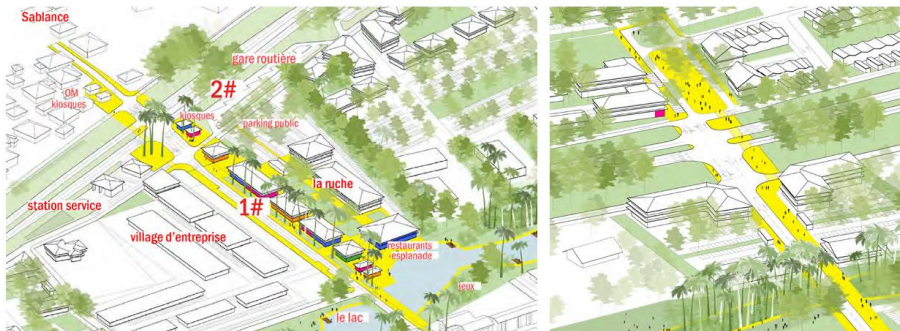 Sablance
gare routière
2#
OM
kiosques
kiosques
parking public
la ruche
1#
station service
village d'entreprise
restaurants
esplanade
jeux
le lac